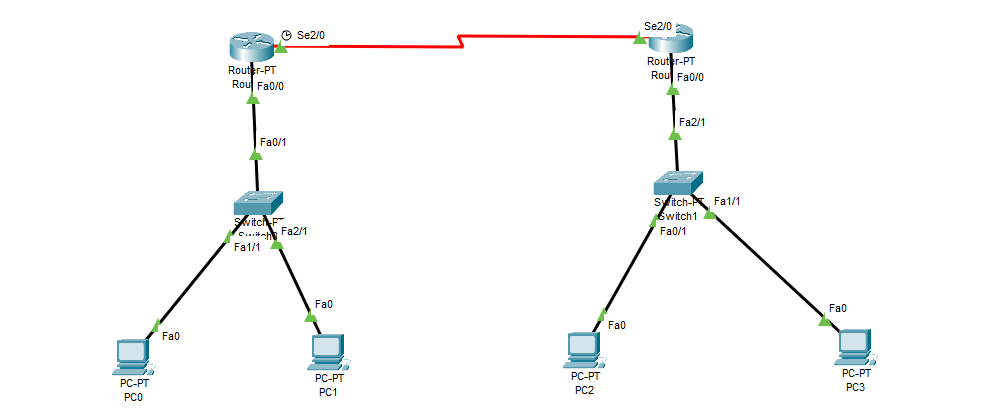 Se2/0
Router-PT
Fa0/0
Fa0/1
Switch-PT
Fa1/1
Fa2/1
Fa0
Fa0
PC-PT
PC0
PC-PT
PC1
Se2/0
Router-PT
Fa0/0
Fa2/1
Switch-PT
Switch1
Fa1/1
Fa0/1
Fa0
Fa0
PC-PT
PC2
PC-PT
PC3